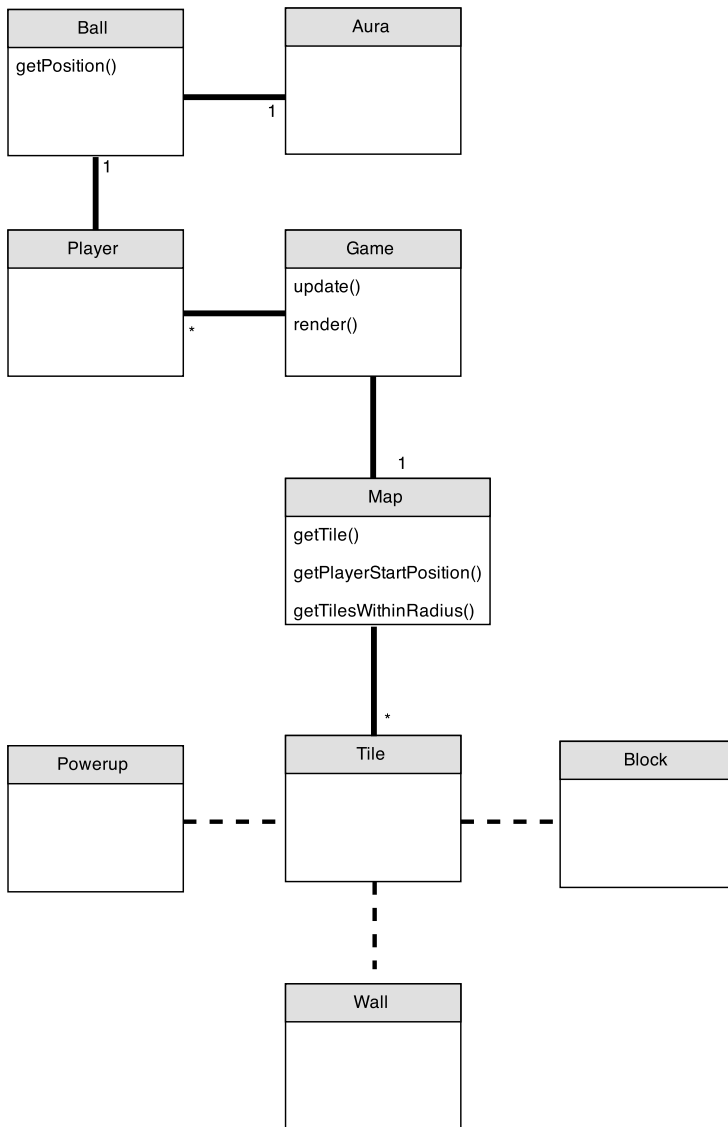 Ball
getPosition()
Aura
1
1
Player
Game
update()
render()
*
1
Map
getTile()
getPlayerStartPosition()
getTilesWithinRadius()
*
Powerup
Tile
Block
Wall